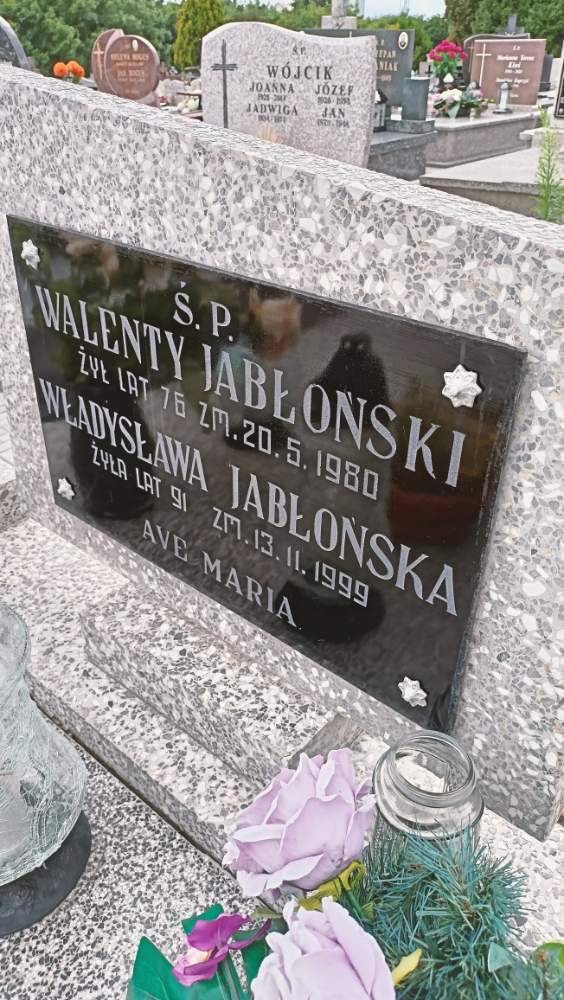 Ś. P.
WALENTY JABŁOŃSKI
ŻYŁ LAT 76 ZM. 20. 5. 1980
WŁADYSŁAWA JABŁOŃSKA
ŻYŁA LAT 91 ZM. 13. 11. 1999
AVE MARIA.
Ś.P.
WÓJCIK
JOANNA JÓZEF
JADWIGA JAN